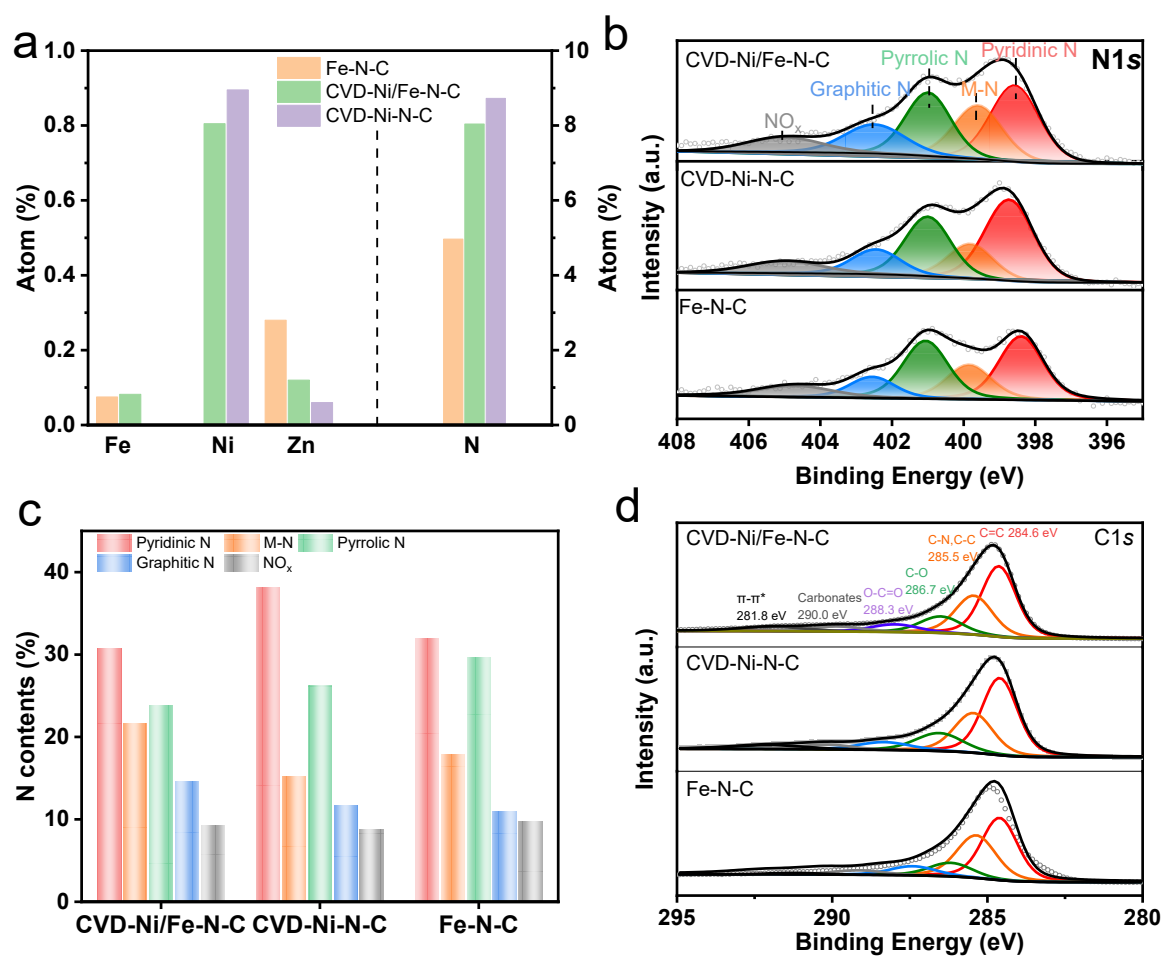 a
1.0
0.8
0.6
0.4
0.2
0.0
Atom (%)
10
8
6
4
2
0
Atom (%)
Fe-N-C
CVD-Ni/Fe-N-C
CVD-Ni-N-C
Fe
Ni
Zn
N
b
CVD-Ni/Fe-N-C
Pyridinic N
N1s
Pyrrolic N
Graphitic N
M-N
NOx
CVD-Ni-N-C
Fe-N-C
Intensity (a.u.)
408
406
404
402
400
398
396
Binding Energy (eV)
c
Pyridinic N
M-N
Pyrrolic N
Graphitic N
NOx
40
30
20
10
0
N contents (%)
CVD-Ni/Fe-N-C
CVD-Ni-N-C
Fe-N-C
d
CVD-Ni/Fe-N-C
C1s
C=C 284.6 eV
C-N,C-C
285.5 eV
C-O
286.7 eV
O-C=O
288.3 eV
Carbonates
290.0 eV
π-π*
281.8 eV
CVD-Ni-N-C
Fe-N-C
Intensity (a.u.)
295
290
285
280
Binding Energy (eV)